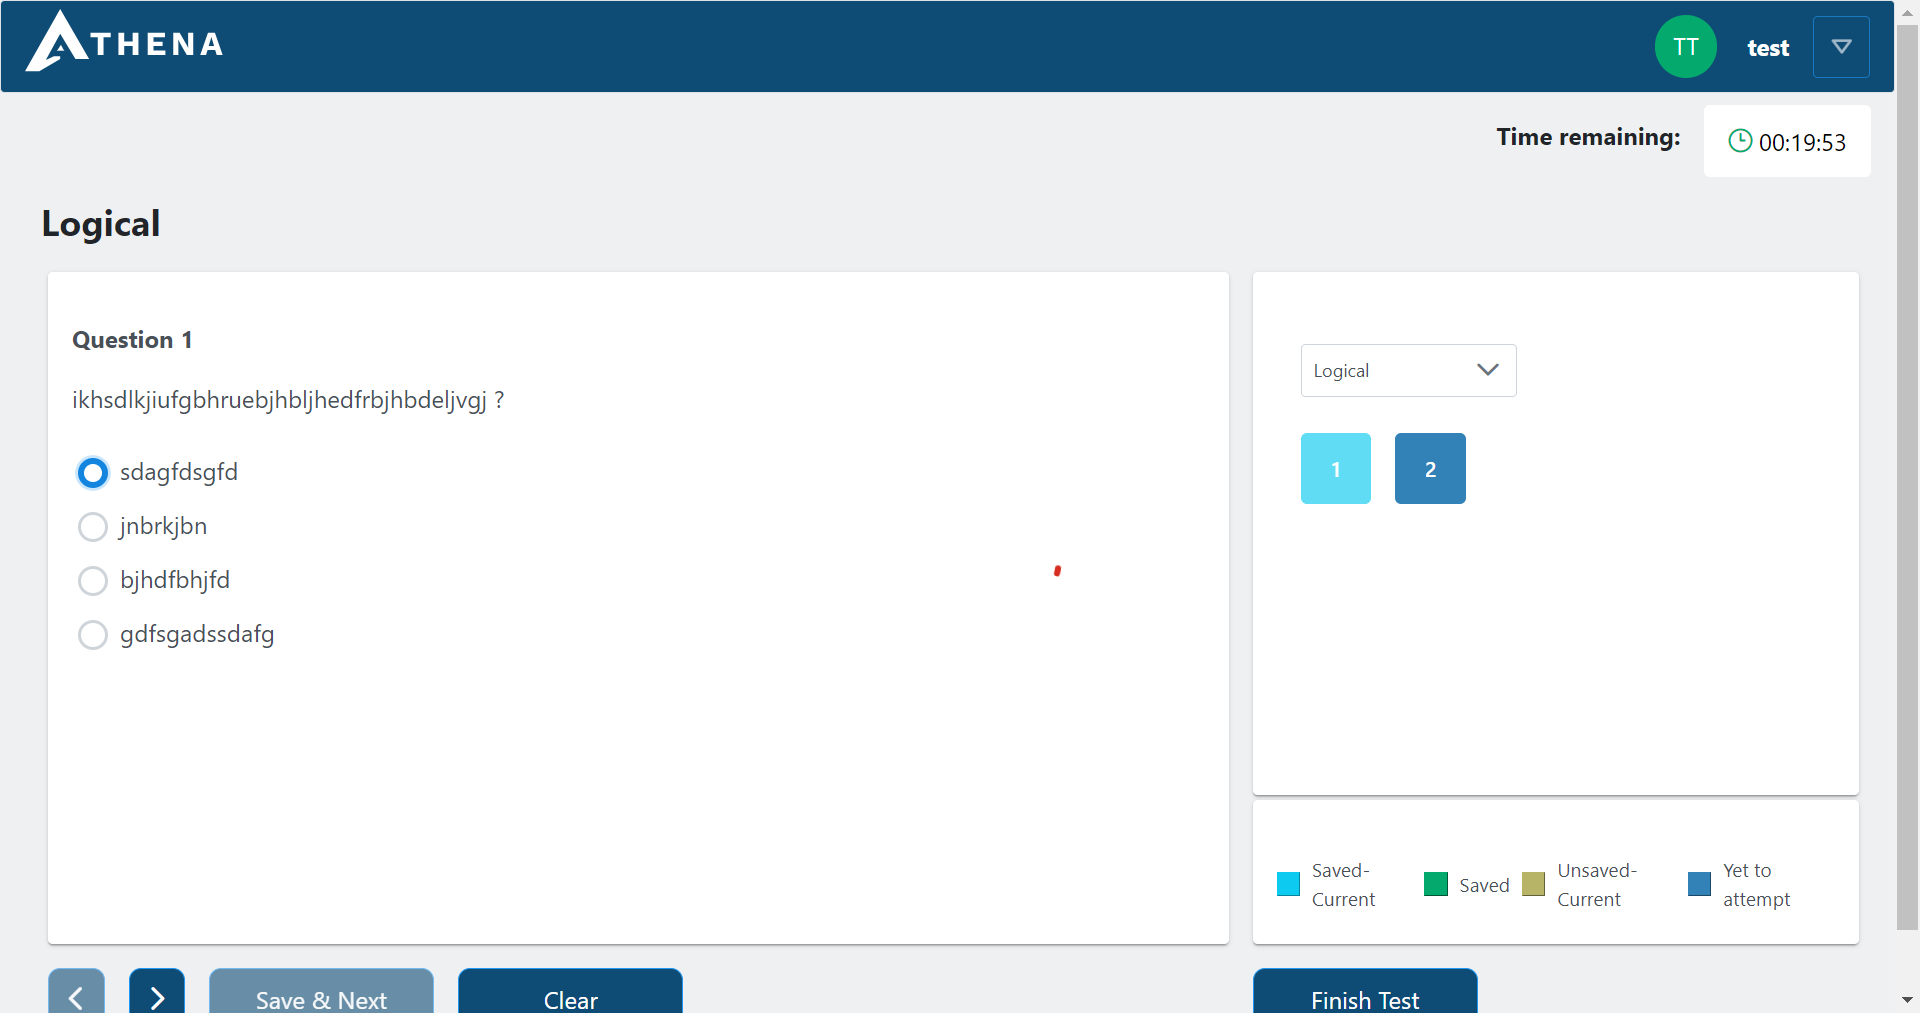 ATHENA
TT
test
Time remaining:
00:19:53
Logical
Question 1
ikhsdlkjiufgbhruebjhbljhedfrbjhbdeljvgj ?
sdagfdsgfd
jnbrkjbn
bjhdfbhjfd
gdfsgadssdafg
Logical
1 2
Saved-
Current
Saved
Unsaved-
Current
Yet to
attempt
Save & Next
Clear
Finish Test